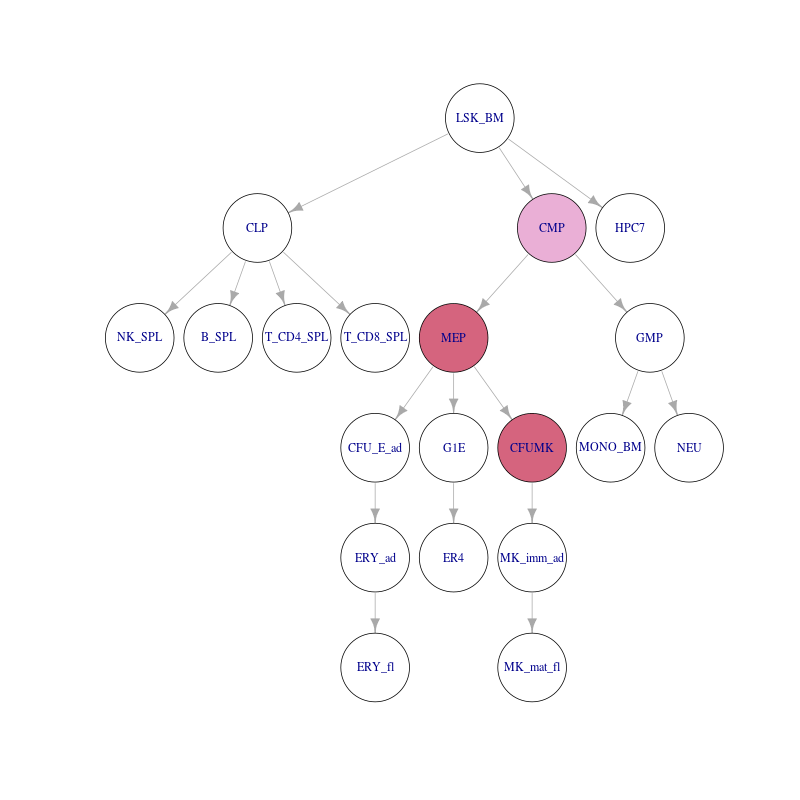 LSK_BM
CLP
CMP
HPC7
NK_SPL
B_SPL
T_CD4_SPL
T_CD8_SPL
MEP
GMP
CFU_E_ad
G1E
CFUMK
MONO_BM
NEU
ERY_ad
ER4
MK_imm_ad
ERY_fl
MK_mat_fl